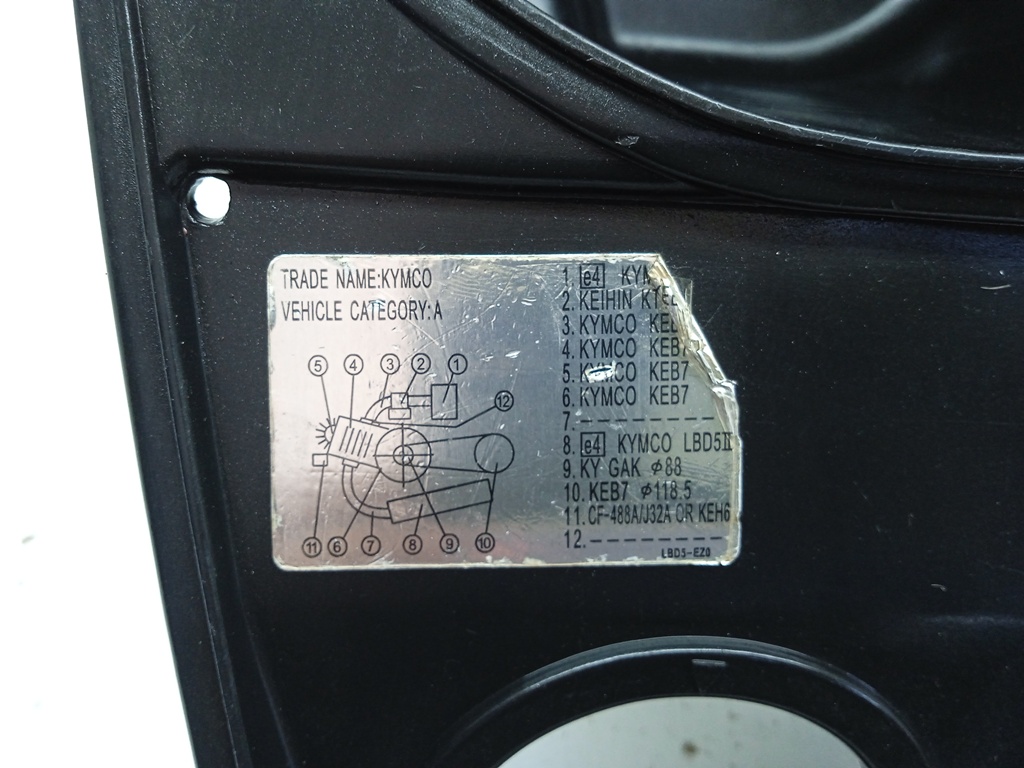 TRADE NAME:KYMCO
VEHICLE CATEGORY:A
5 4 3 2 1
12
11 6 7 8 9 10
1. e4
2. KEIHIN
3. KYMCO
4. KYMCO KEB7
5. KYMCO KEB7
6. KYMCO KEB7
7. -------
8. e4 KYMCO LBD5II
9. KY GAK φ88
10. KEB7 φ118.5
11. CF-488A/J32A OR KEH6
12. -------
LBD5-EZ0